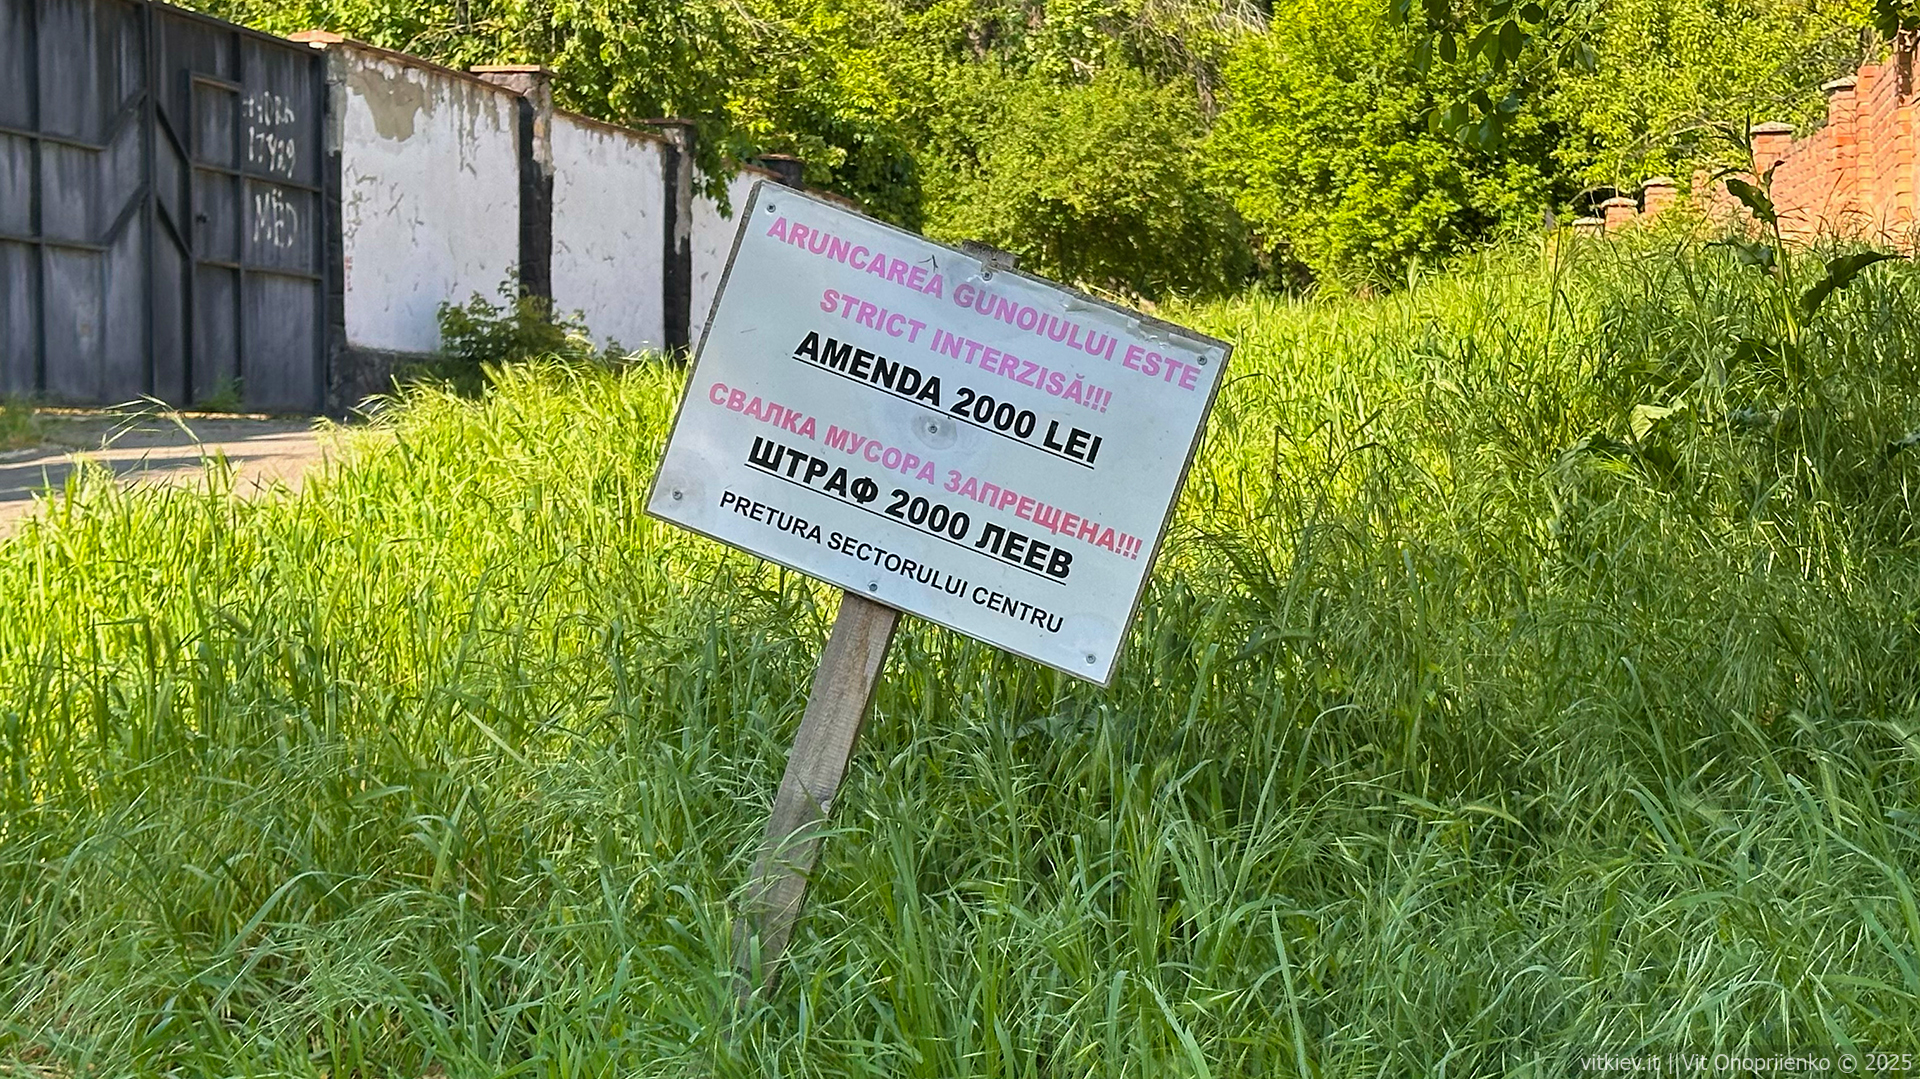 ARUNCAREA GUNOIULUI ESTE
STRICT INTERZISĂ!!!
AMENDA 2000 LEI
СВАЛКА МУСОРА ЗАПРЕЩЕНА!!!
ШТРАФ 2000 ЛЕЕВ
PRETURA SECTORULUI CENTRU
vitkiev.it || Vit Onopriienko © 2025